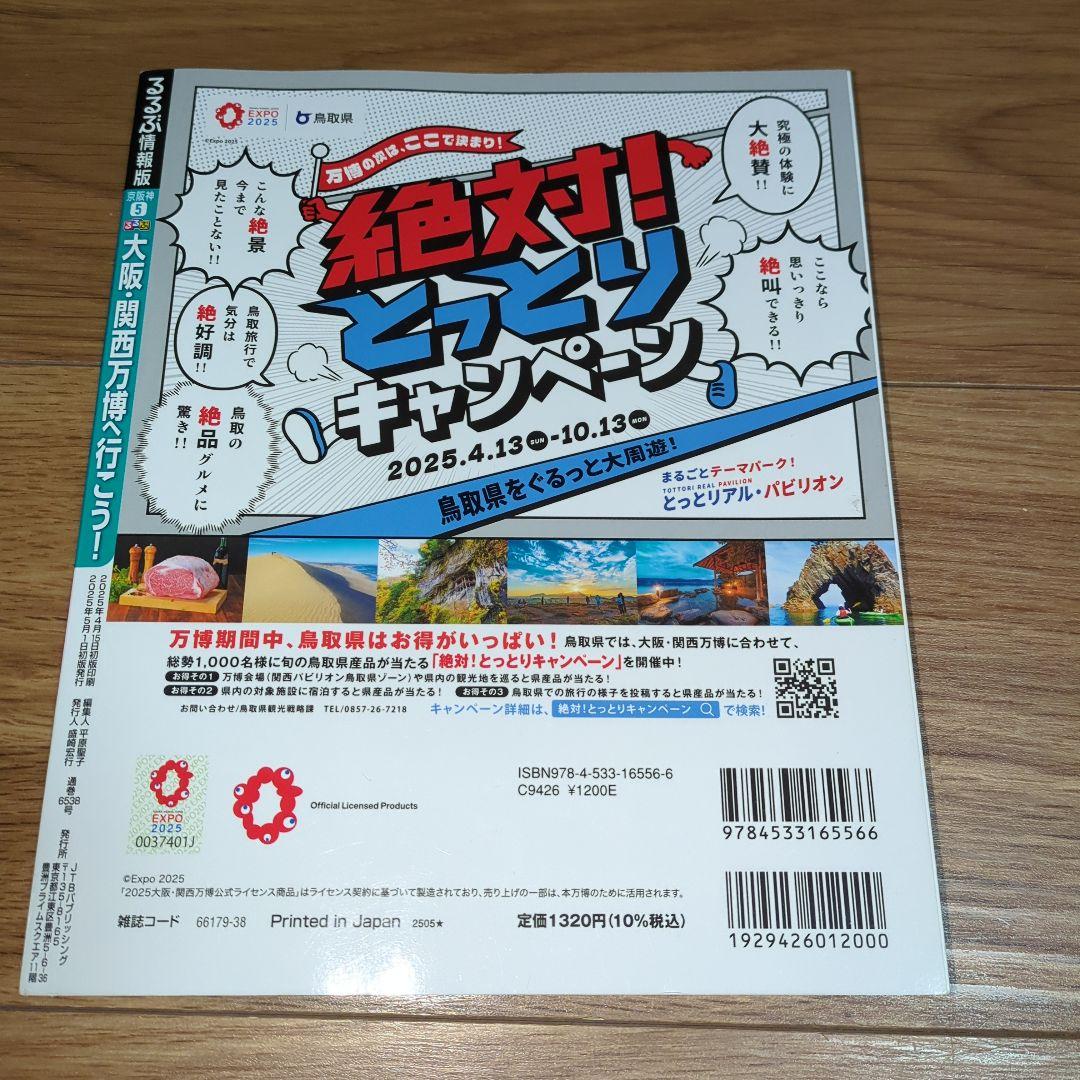 るるぶ情報版
京阪神
5
るるぶ
大阪・関西万博へ行こう！
2025年4月15日初版印刷
2025年5月1日初版発行
編集人 平原聖子
発行人 盛崎宏行
通巻6538号
発行所
JTBパブリッシング
〒135-8165
東京都江東区豊洲5-6-36
豊洲プライムスクエア11階
EXPO
2025
鳥取県
©Expo 2025
万博の次は、ここで決まり！
絶対！
とっとり
キャンペーン
2025.4.13SUN-10.13MON
鳥取県をぐるっと大周遊！
こんな絶景
今まで
見たことない!!
鳥取旅行で
気分は
絶好調!!
鳥取の
絶品グルメに
驚き!!
究極の体験に
大絶賛!!
ここなら
思いっきり
絶叫できる!!
まるごとテーマパーク！
TOTTORI REAL PAVILION
とっとリアル・パビリオン
万博期間中、鳥取県はお得がいっぱい！ 鳥取県では、大阪・関西万博に合わせて、
総勢1,000名様に旬の鳥取県産品が当たる「絶対！とっとりキャンペーン」を開催中！
お得その1 万博会場（関西パビリオン鳥取県ゾーン）や県内の観光地を巡ると県産品が当たる！
お得その2 県内の対象施設に宿泊すると県産品が当たる！ お得その3 鳥取県での旅行の様子を投稿すると県産品が当たる！
お問い合わせ/鳥取県観光戦略課 TEL/0857-26-7218 キャンペーン詳細は、 絶対！とっとりキャンペーン で検索！
EXPO
2025
0037401J
Official Licensed Products
ISBN978-4-533-16556-6
C9426 ¥1200E
9784533165566
©Expo 2025
「2025大阪・関西万博公式ライセンス商品」はライセンス契約に基づいて製造されており、売り上げの一部は、本万博のために活用されます。
雑誌コード 66179-38 Printed in Japan 2505★ 定価1320円（10%税込）
1929426012000